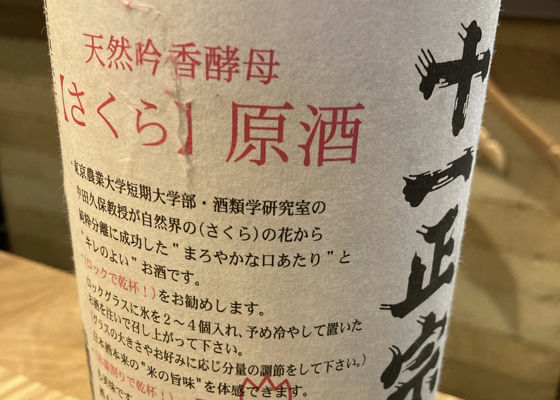 天然吟香酵母
【さくら】原酒
・東京農業大学短期大学部・酒類学研究室の
中田久保教授が自然界の(さくら)の花から
純粋分離に成功した"まろやかな口あたり"と
"キレのよい"お酒です。
・(ロックで乾杯!)をお勧めします。
ロックグラスに氷を2〜4個入れ、予め冷やして置いた
お酒を注いで召し上がって下さい。
(グラスの大きさやお好みに応じ分量の調節をして下さい。)
日本酒本来の"米の旨味"を体感できます。
割りで乾杯!)
十一正宗